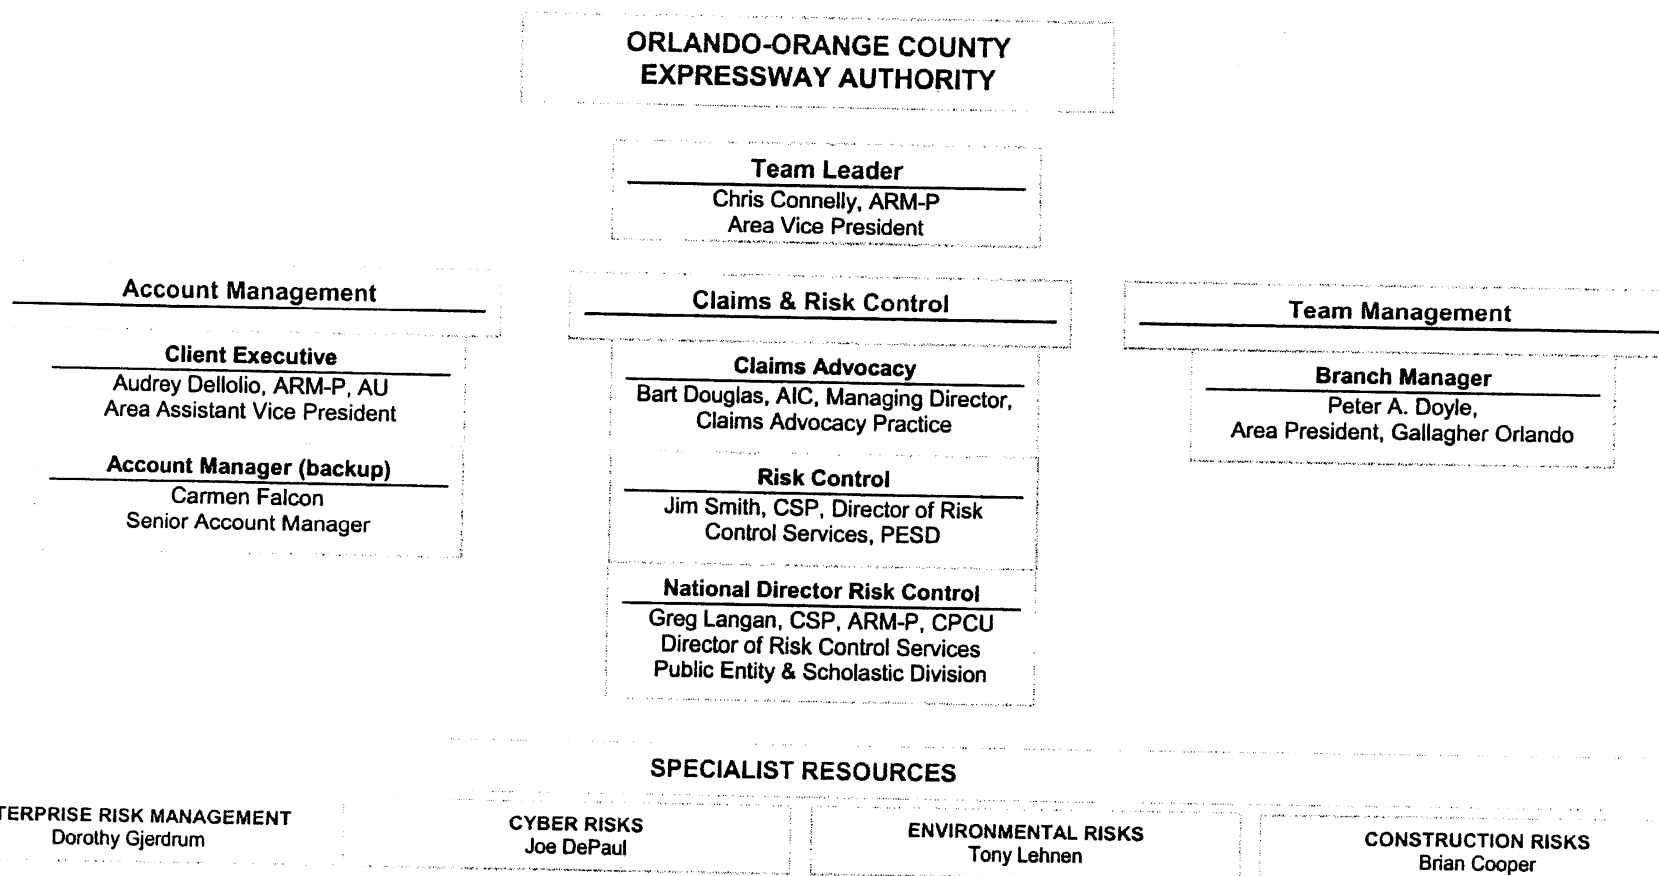 ORLANDO-ORANGE COUNTY
EXPRESSWAY AUTHORITY
Team Leader
Chris Connelly, ARM-P
Area Vice President
Account Management
Client Executive
Audrey Dellolio, ARM-P, AU
Area Assistant Vice President
Account Manager (backup)
Carmen Falcon
Senior Account Manager
Claims & Risk Control
Claims Advocacy
Bart Douglas, AIC, Managing Director,
Claims Advocacy Practice
Risk Control
Jim Smith, CSP, Director of Risk
Control Services, PESD
National Director Risk Control
Greg Langan, CSP, ARM-P, CPCU
Director of Risk Control Services
Public Entity & Scholastic Division
Team Management
Branch Manager
Peter A. Doyle,
Area President, Gallagher Orlando
SPECIALIST RESOURCES
TERPRISE RISK MANAGEMENT
Dorothy Gjerdrum
CYBER RISKS
Joe DePaul
ENVIRONMENTAL RISKS
Tony Lehnen
CONSTRUCTION RISKS
Brian Cooper